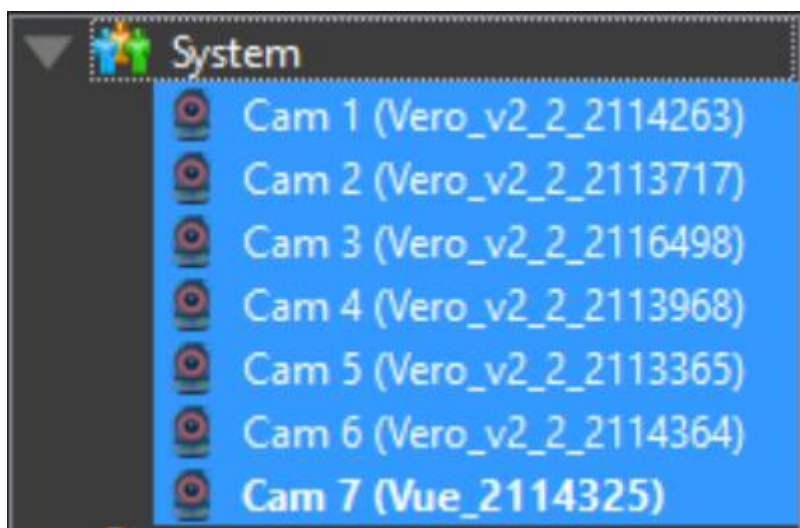 System
Cam 1 (Vero_v2_2_2114263)
Cam 2 (Vero_v2_2_2113717)
Cam 3 (Vero_v2_2_2116498)
Cam 4 (Vero_v2_2_2113968)
Cam 5 (Vero_v2_2_2113365)
Cam 6 (Vero_v2_2_2114364)
Cam 7 (Vue_2114325)